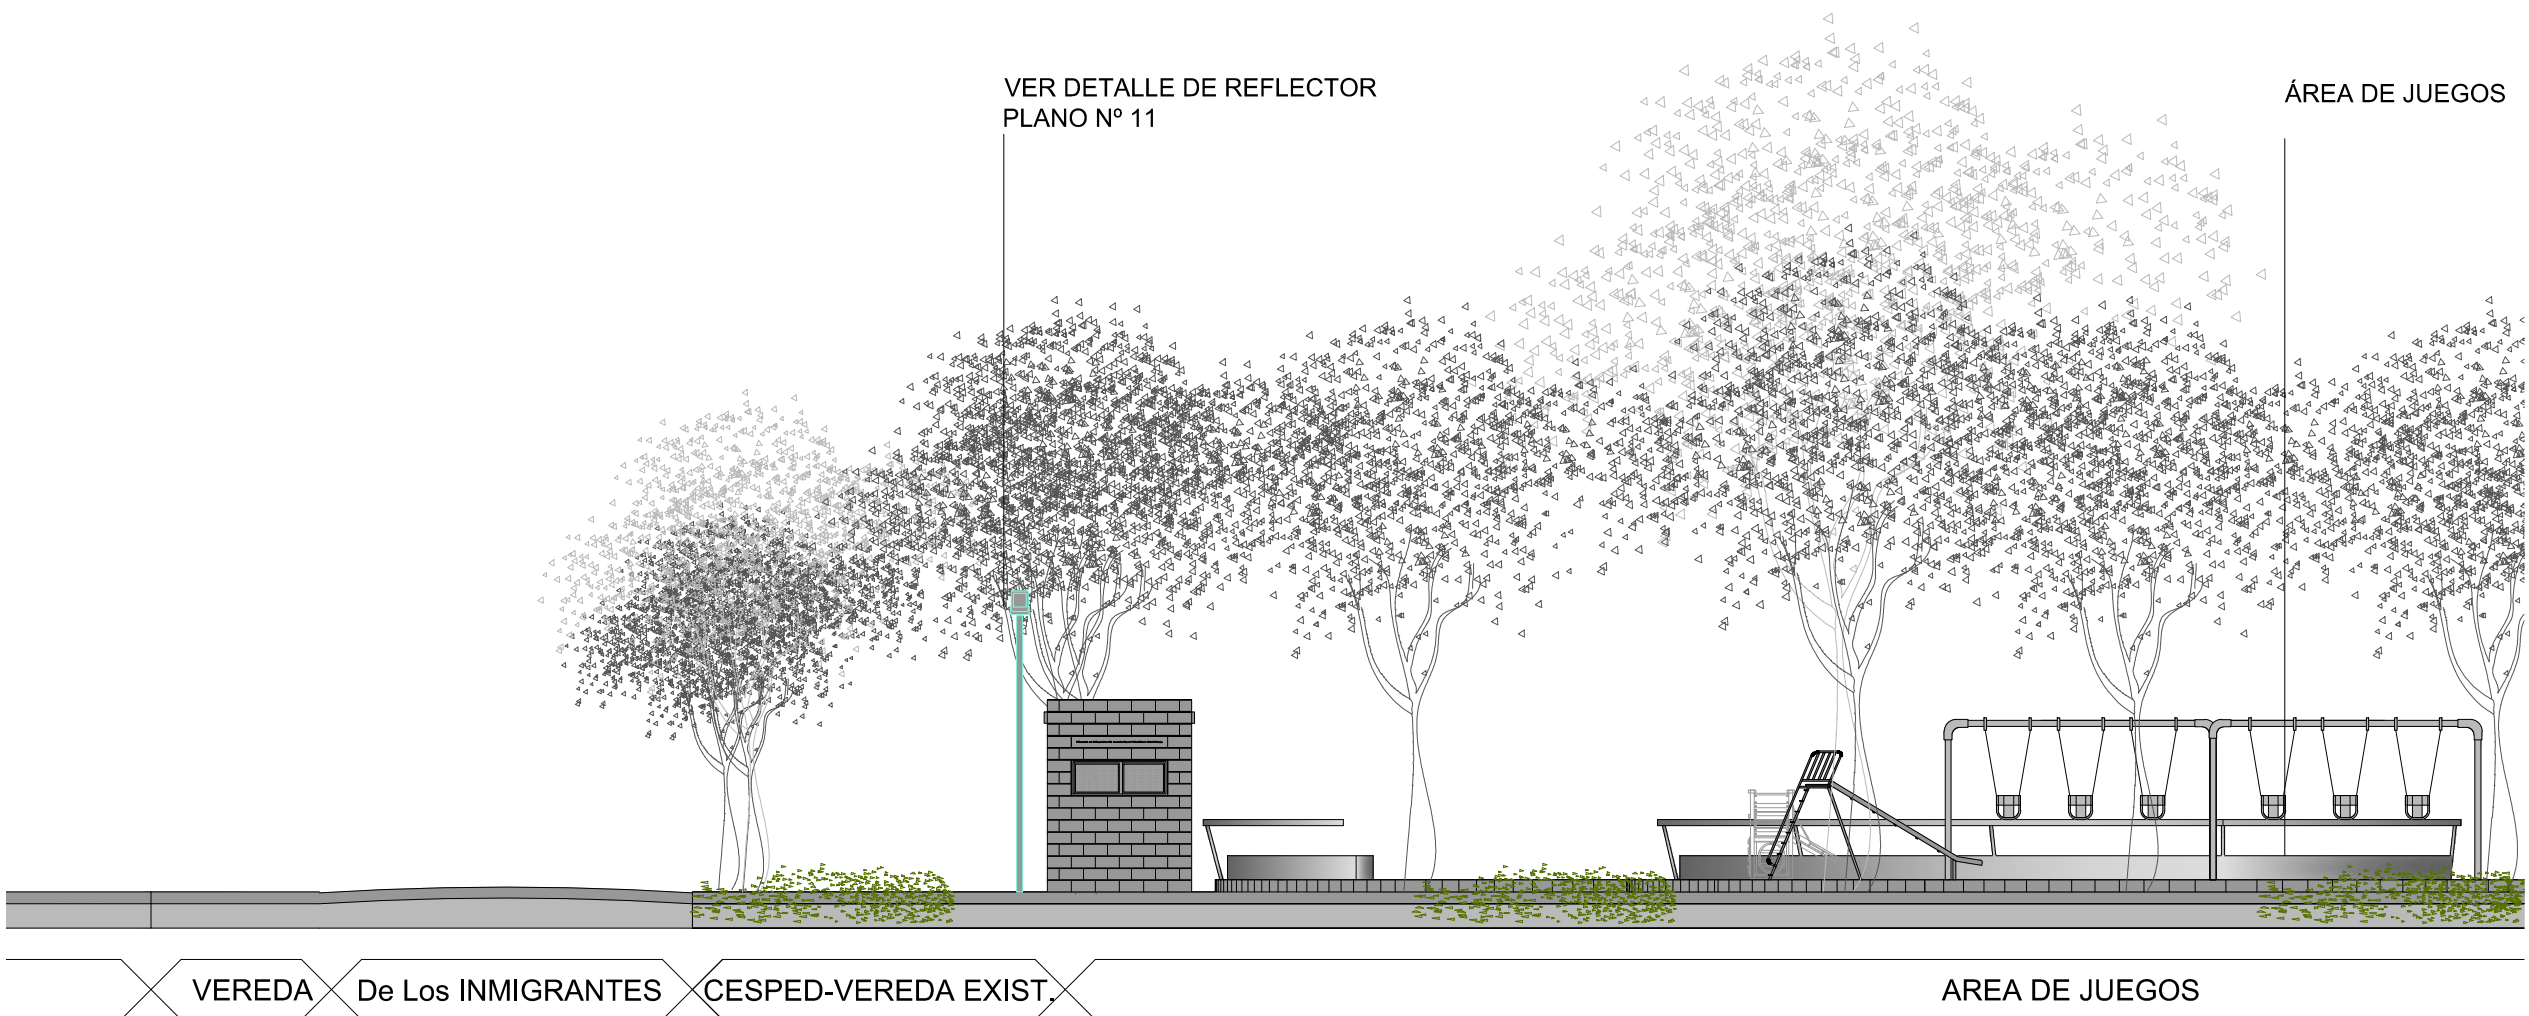 VER DETALLE DE REFLECTOR
PLANO Nº 11
ÁREA DE JUEGOS
VEREDA
De Los INMIGRANTES
CESPED-VEREDA EXIST.
AREA DE JUEGOS